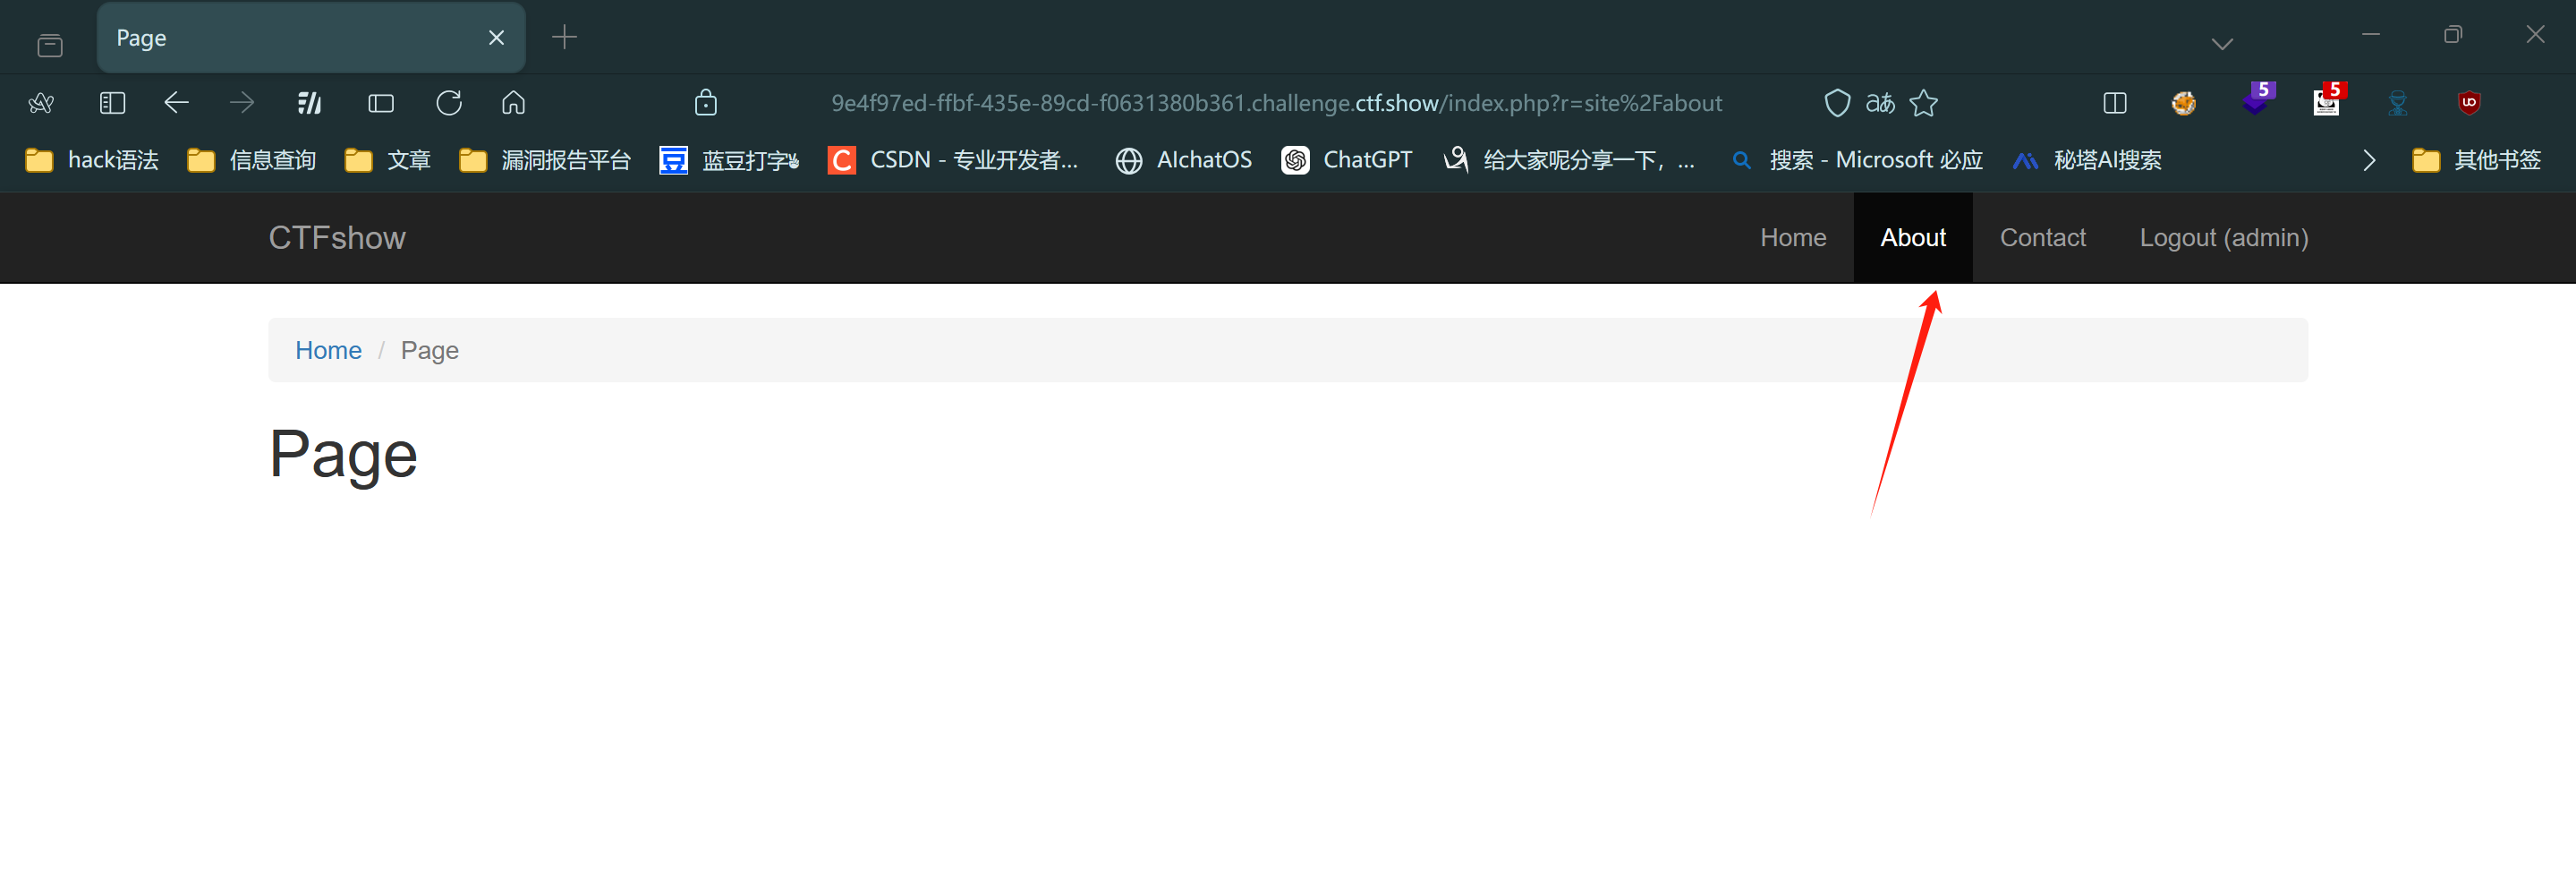 Page
9e4f97ed-ffbf-435e-89cd-f0631380b361.challenge.ctf.show/index.php?r=site%2Fabout
aあ
5
5
hack语法 信息查询 文章 漏洞报告平台 蓝豆打字 CSDN - 专业开发者... AIchatOS ChatGPT 给大家呢分享一下，... 搜索 - Microsoft 必应 秘塔AI搜索 其他书签
CTFshow Home About Contact Logout (admin)
Home / Page
Page